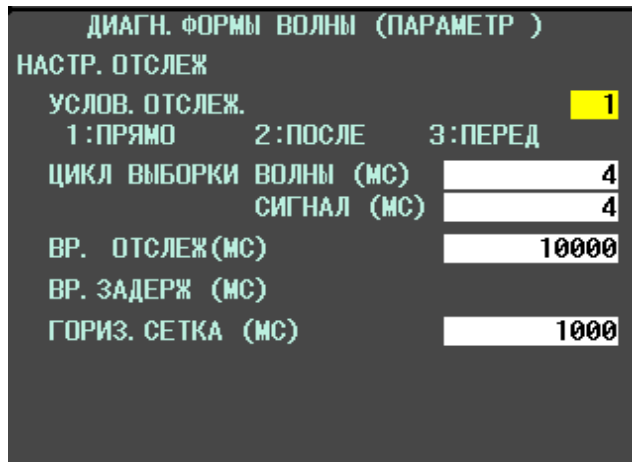 ДИАГН. ФОРМЫ ВОЛНЫ (ПАРАМЕТР )
НАСТР. ОТСЛЕЖ
УСЛОВ. ОТСЛЕЖ. 1
1:ПРЯМО 2:ПОСЛЕ 3:ПЕРЕД
ЦИКЛ ВЫБОРКИ ВОЛНЫ (МС) 4
СИГНАЛ (МС) 4
ВР. ОТСЛЕЖ(МС) 10000
ВР. ЗАДЕРЖ (МС)
ГОРИЗ. СЕТКА (МС) 1000